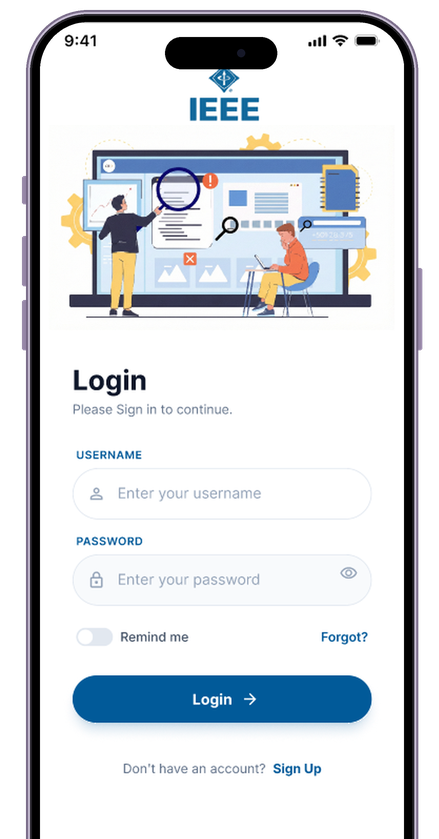 9:41
IEEE
Login
Please Sign in to continue.
USERNAME
Enter your username
PASSWORD
Enter your password
Remind me
Forgot?
Login →
Don't have an account? Sign Up